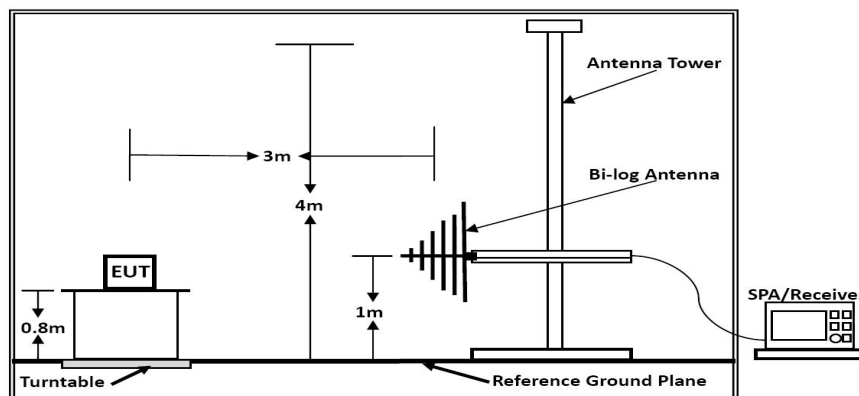 Antenna Tower
3m
Bi-log Antenna
4m
EUT
SPA/Receive
0.8m
1m
Turntable
Reference Ground Plane